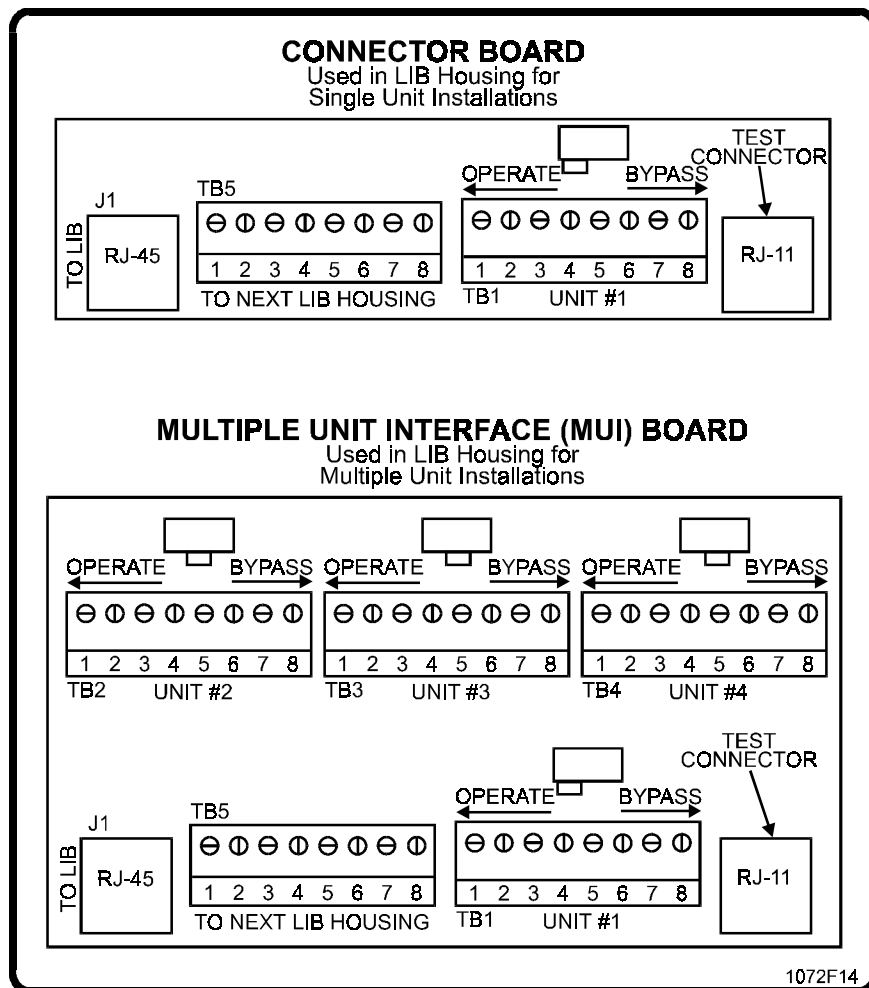 CONNECTOR BOARD
Used in LIB Housing for
Single Unit Installations
TEST
CONNECTOR
OPERATE BYPASS
J1 TB5
TO LIB
RJ-45
1 2 3 4 5 6 7 8
TO NEXT LIB HOUSING
1 2 3 4 5 6 7 8
TB1 UNIT #1
RJ-11
MULTIPLE UNIT INTERFACE (MUI) BOARD
Used in LIB Housing for
Multiple Unit Installations
OPERATE BYPASS
1 2 3 4 5 6 7 8
TB2 UNIT #2
OPERATE BYPASS
1 2 3 4 5 6 7 8
TB3 UNIT #3
OPERATE BYPASS
1 2 3 4 5 6 7 8
TB4 UNIT #4
TEST
CONNECTOR
OPERATE BYPASS
J1 TB5
TO LIB
RJ-45
1 2 3 4 5 6 7 8
TO NEXT LIB HOUSING
1 2 3 4 5 6 7 8
TB1 UNIT #1
RJ-11
1072F14